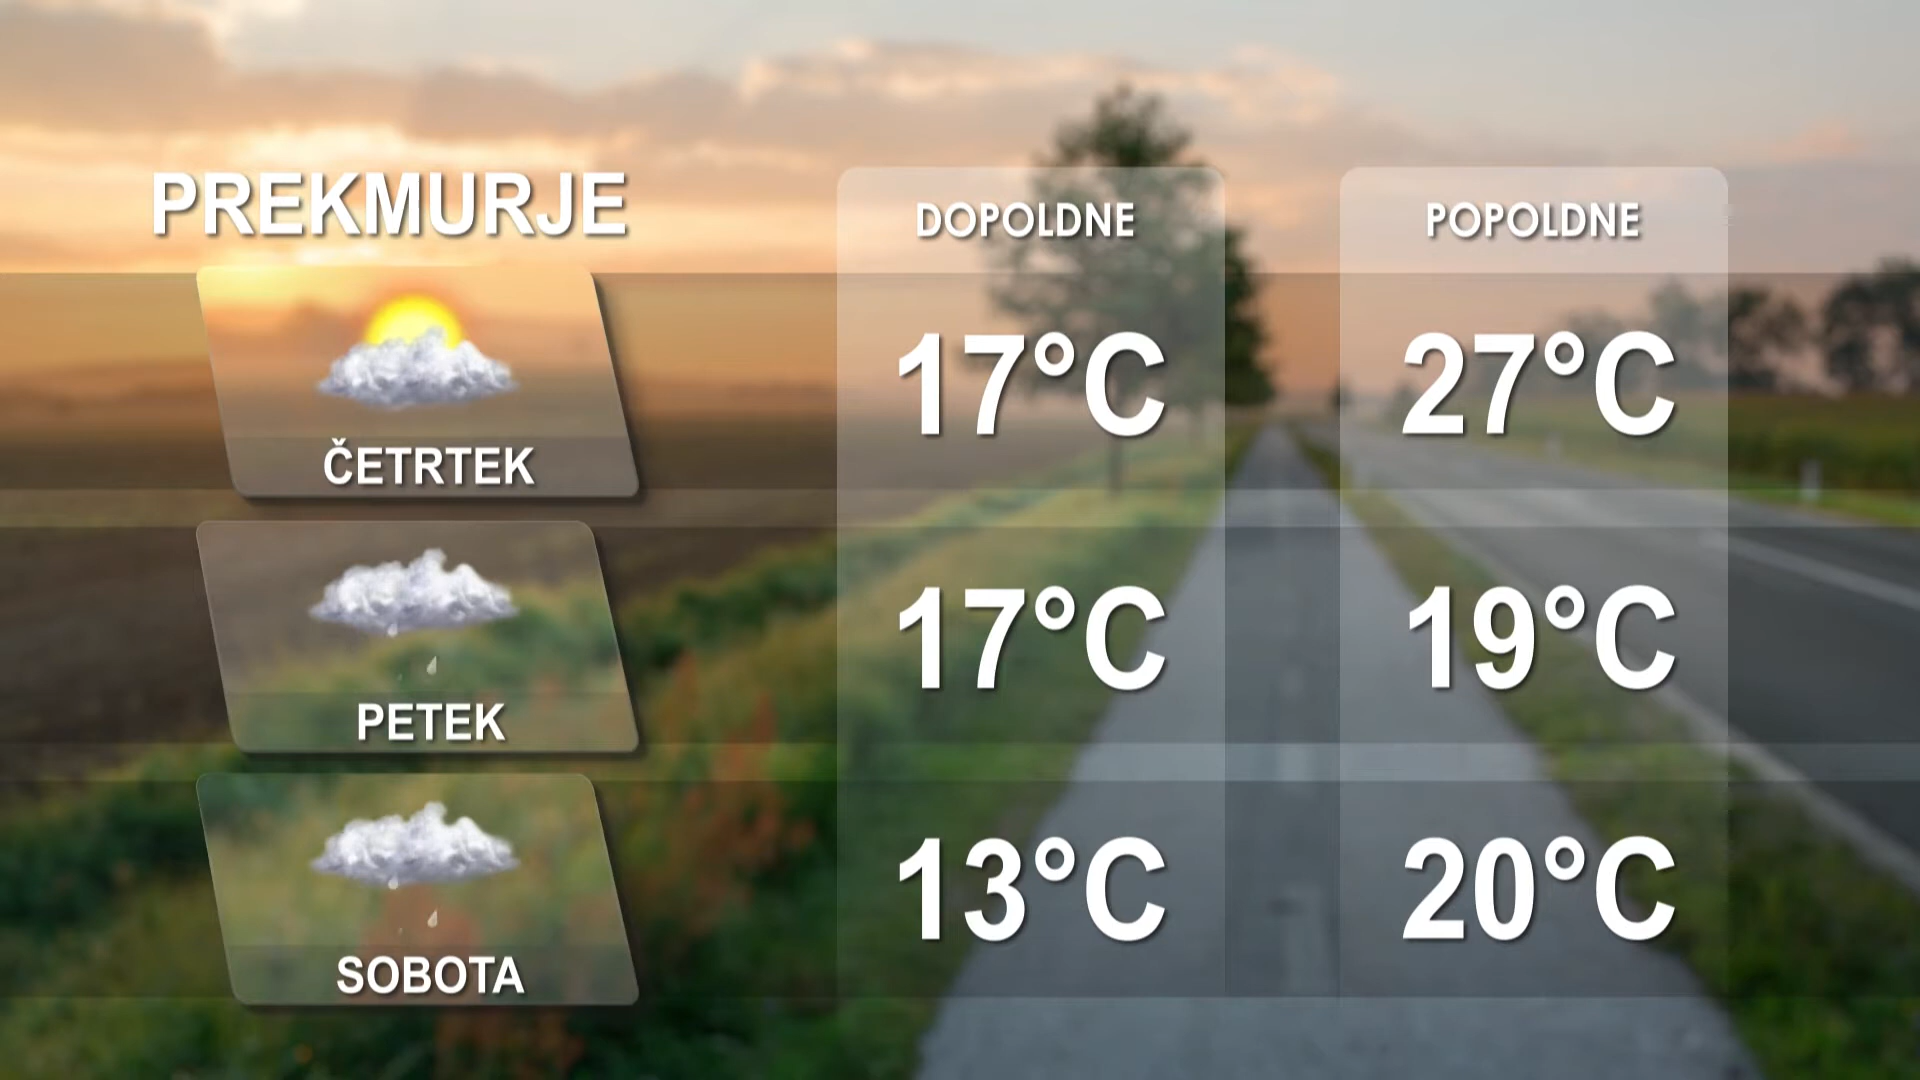 PREKMURJE
DOPOLDNE
POPOLDNE
ČETRTEK
17°C
27°C
PETEK
17°C
19°C
SOBOTA
13°C
20°C